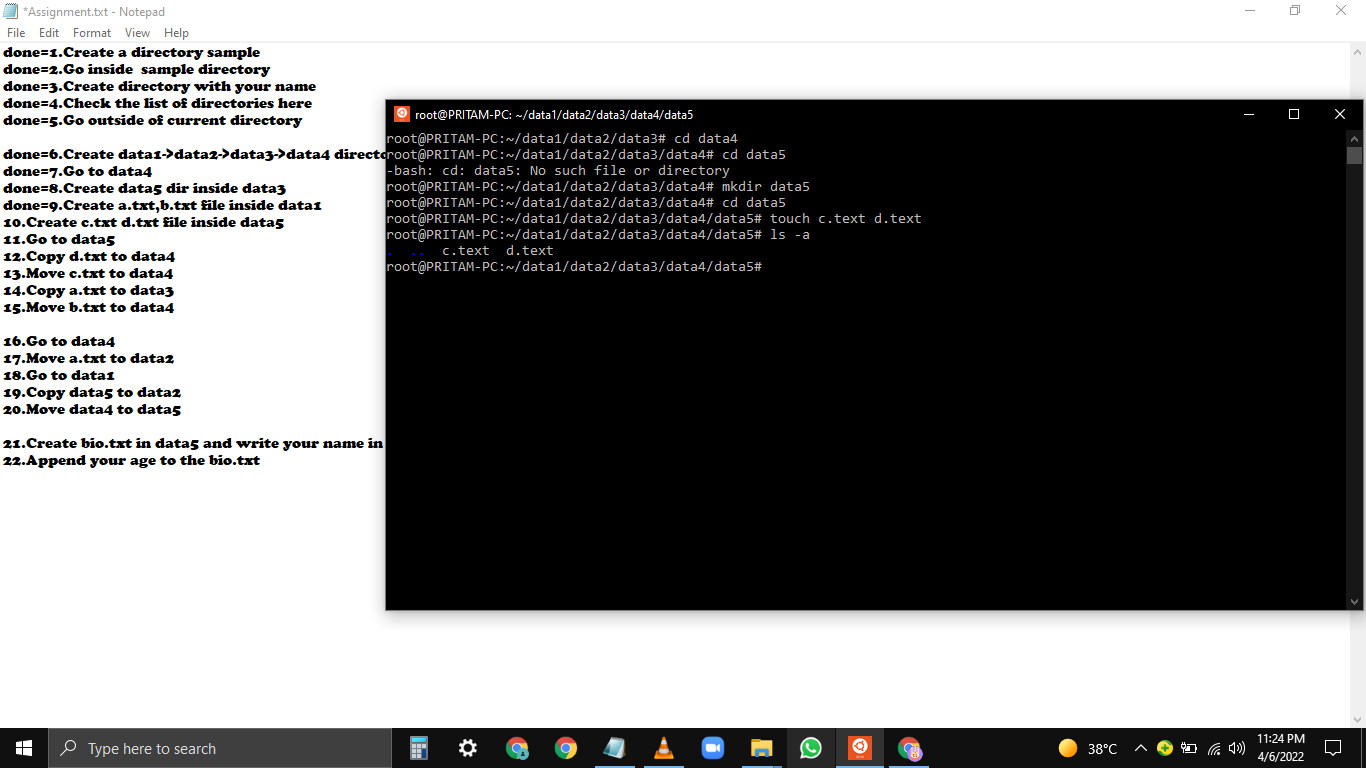 *Assignment.txt - Notepad
File Edit Format View Help
done=1.Create a directory sample
done=2.Go inside  sample directory
done=3.Create directory with your name
done=4.Check the list of directories here
done=5.Go outside of current directory
done=6.Create data1->data2->data3->data4 directo
done=7.Go to data4
done=8.Create data5 dir inside data3
done=9.Create a.txt,b.txt file inside data1
10.Create c.txt d.txt file inside data5
11.Go to data5
12.Copy d.txt to data4
13.Move c.txt to data4
14.Copy a.txt to data3
15.Move b.txt to data4
16.Go to data4
17.Move a.txt to data2
18.Go to data1
19.Copy data5 to data2
20.Move data4 to data5
21.Create bio.txt in data5 and write your name in
22.Append your age to the bio.txt
root@PRITAM-PC: ~/data1/data2/data3/data4/data5
root@PRITAM-PC:~/data1/data2/data3# cd data4
root@PRITAM-PC:~/data1/data2/data3/data4# cd data5
-bash: cd: data5: No such file or directory
root@PRITAM-PC:~/data1/data2/data3/data4# mkdir data5
root@PRITAM-PC:~/data1/data2/data3/data4# cd data5
root@PRITAM-PC:~/data1/data2/data3/data4/data5# touch c.text d.text
root@PRITAM-PC:~/data1/data2/data3/data4/data5# ls -a
.  ..  c.text  d.text
root@PRITAM-PC:~/data1/data2/data3/data4/data5#
Type here to search
38°C
11:24 PM
4/6/2022